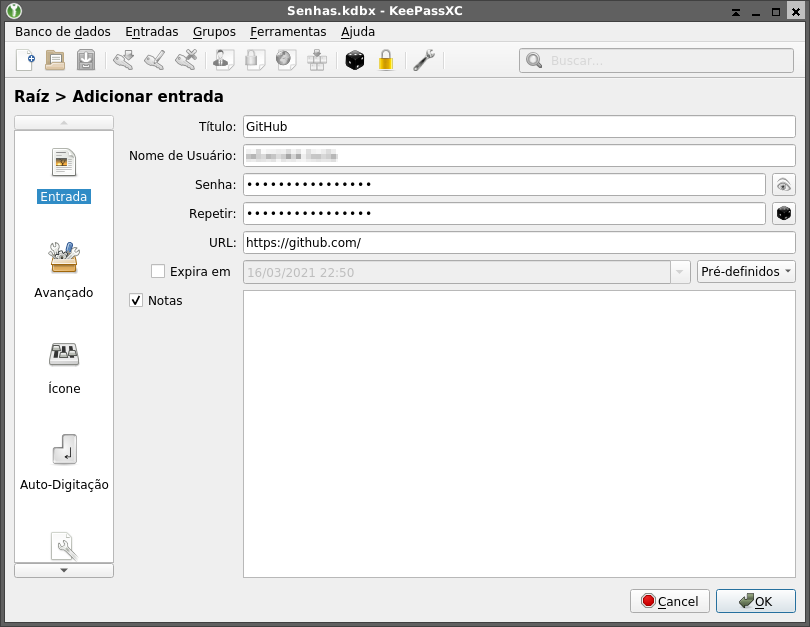 Senhas.kdbx - KeePassXC
Banco de dados Entradas Grupos Ferramentas Ajuda
Buscar...
Raíz > Adicionar entrada
Entrada
Avançado
Ícone
Auto-Digitação
Título: GitHub
Nome de Usuário:
Senha: ••••••••••••••••
Repetir: ••••••••••••••••
URL: https://github.com/
Expira em 16/03/2021 22:50 Pré-definidos
Notas
Cancel OK